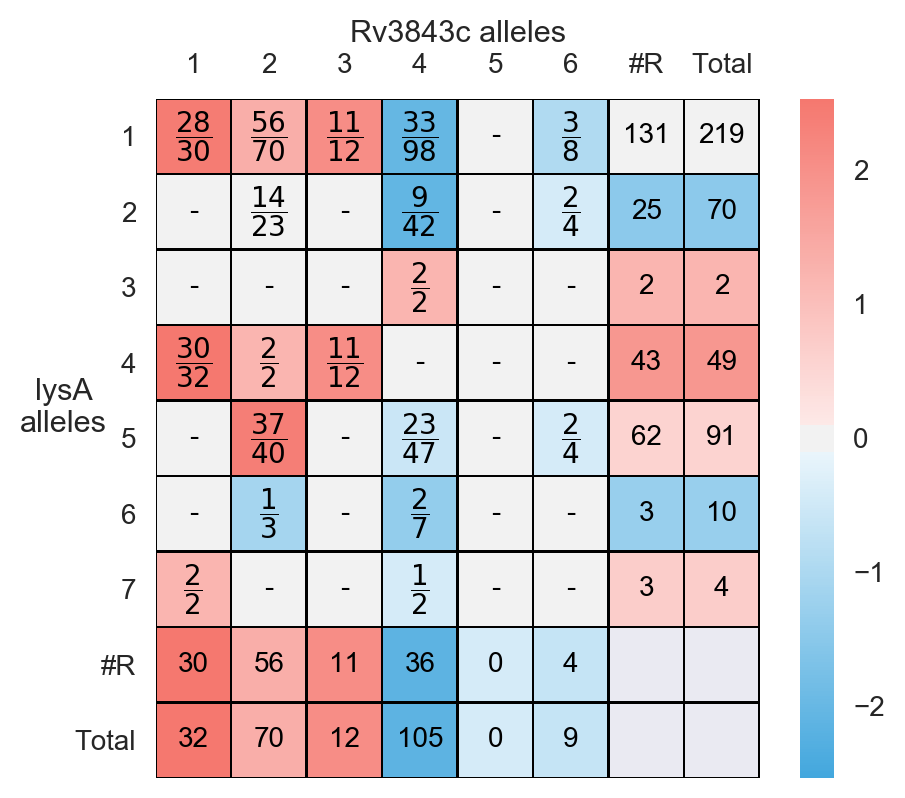 Rv3843c alleles
1 2 3 4 5 6 #R Total
1 28/30 56/70 11/12 33/98 - 3/8 131 219
2 - 14/23 - 9/42 - 2/4 25 70
3 - - - 2/2 - - 2 2
lysA alleles
4 30/32 2/2 11/12 - - - 43 49
5 - 37/40 - 23/47 - 2/4 62 91
6 - 1/3 - 2/7 - - 3 10
7 2/2 - - 1/2 - - 3 4
#R 30 56 11 36 0 4
Total 32 70 12 105 0 9
2
1
0
−1
−2